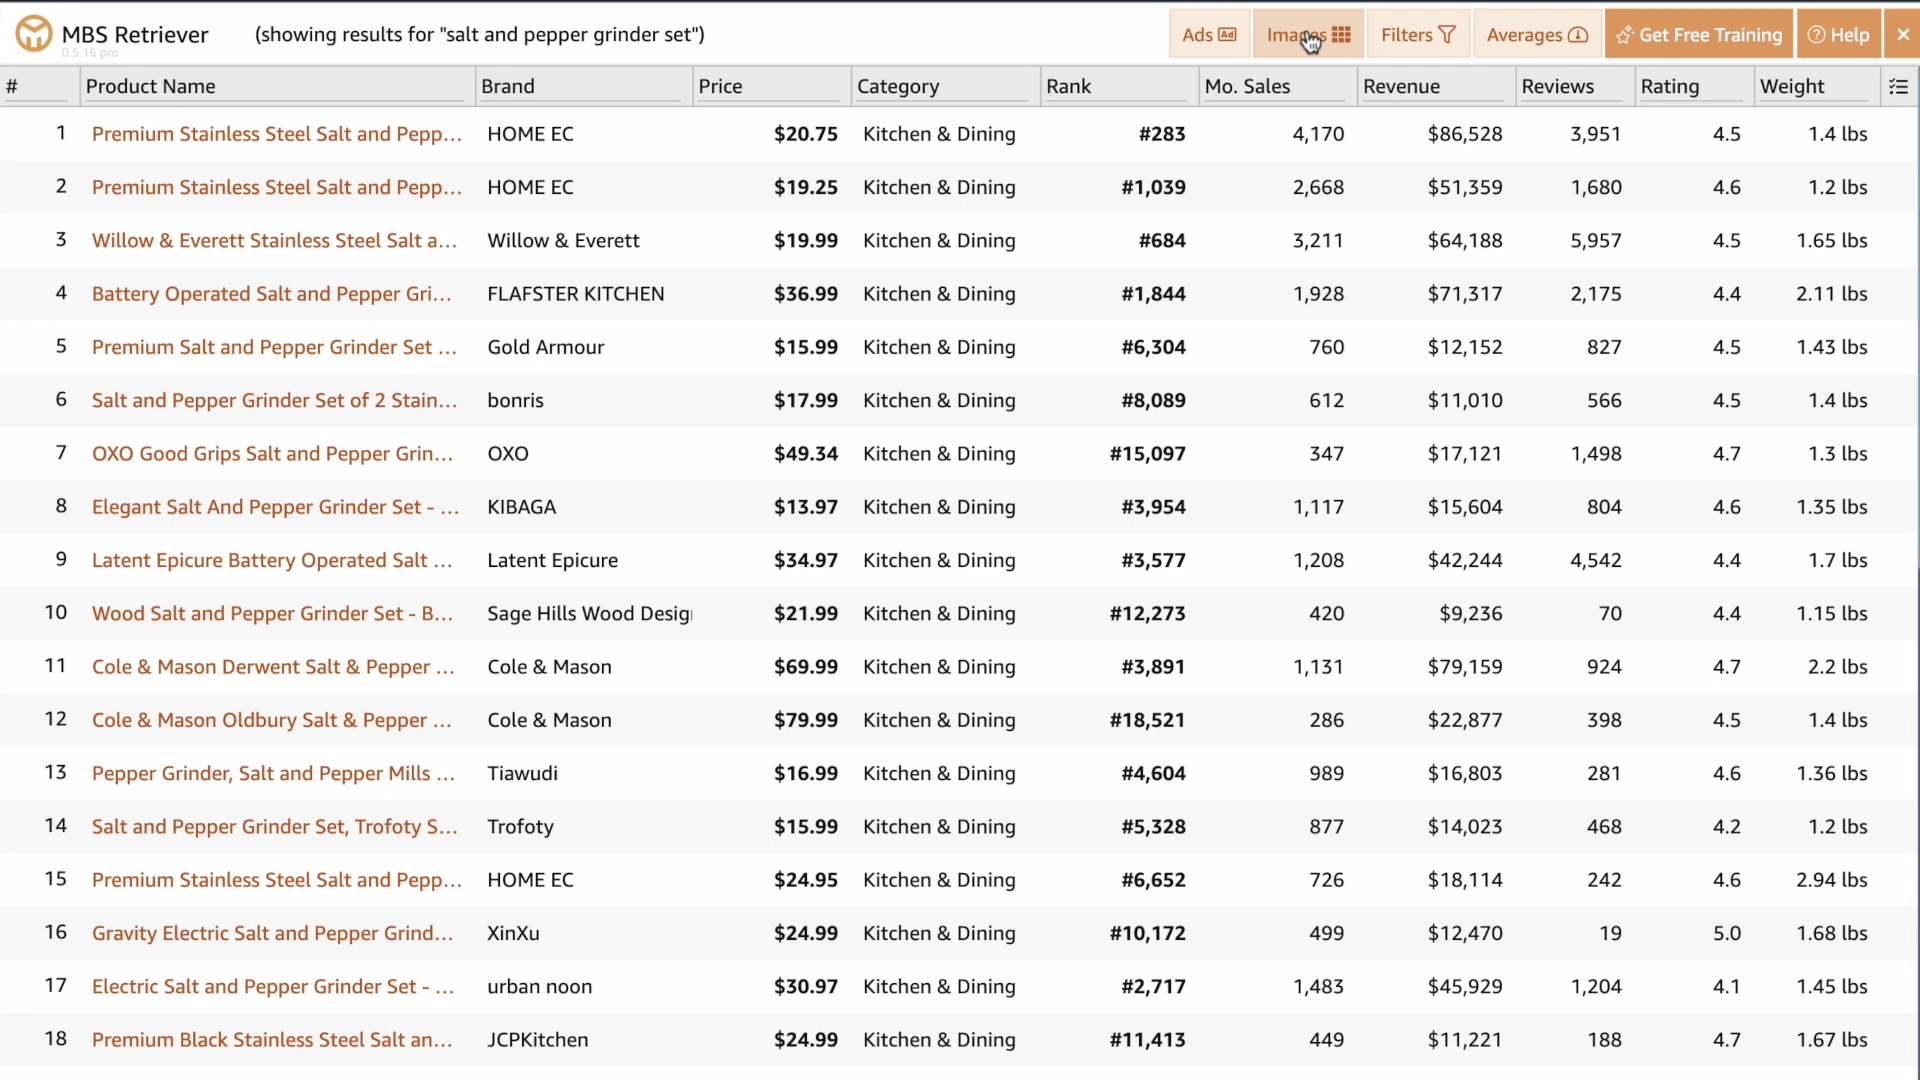 MBS Retriever (showing results for "salt and pepper grinder set") Ads Ad Images Filters Averages Get Free Training Help
0.5.16 pro
# Product Name Brand Price Category Rank Mo. Sales Revenue Reviews Rating Weight
1 Premium Stainless Steel Salt and Pepp... HOME EC $20.75 Kitchen & Dining #283 4,170 $86,528 3,951 4.5 1.4 lbs
2 Premium Stainless Steel Salt and Pepp... HOME EC $19.25 Kitchen & Dining #1,039 2,668 $51,359 1,680 4.6 1.2 lbs
3 Willow & Everett Stainless Steel Salt a... Willow & Everett $19.99 Kitchen & Dining #684 3,211 $64,188 5,957 4.5 1.65 lbs
4 Battery Operated Salt and Pepper Gri... FLAFSTER KITCHEN $36.99 Kitchen & Dining #1,844 1,928 $71,317 2,175 4.4 2.11 lbs
5 Premium Salt and Pepper Grinder Set ... Gold Armour $15.99 Kitchen & Dining #6,304 760 $12,152 827 4.5 1.43 lbs
6 Salt and Pepper Grinder Set of 2 Stain... bonris $17.99 Kitchen & Dining #8,089 612 $11,010 566 4.5 1.4 lbs
7 OXO Good Grips Salt and Pepper Grin... OXO $49.34 Kitchen & Dining #15,097 347 $17,121 1,498 4.7 1.3 lbs
8 Elegant Salt And Pepper Grinder Set - ... KIBAGA $13.97 Kitchen & Dining #3,954 1,117 $15,604 804 4.6 1.35 lbs
9 Latent Epicure Battery Operated Salt ... Latent Epicure $34.97 Kitchen & Dining #3,577 1,208 $42,244 4,542 4.4 1.7 lbs
10 Wood Salt and Pepper Grinder Set - B... Sage Hills Wood Desig $21.99 Kitchen & Dining #12,273 420 $9,236 70 4.4 1.15 lbs
11 Cole & Mason Derwent Salt & Pepper ... Cole & Mason $69.99 Kitchen & Dining #3,891 1,131 $79,159 924 4.7 2.2 lbs
12 Cole & Mason Oldbury Salt & Pepper ... Cole & Mason $79.99 Kitchen & Dining #18,521 286 $22,877 398 4.5 1.4 lbs
13 Pepper Grinder, Salt and Pepper Mills ... Tiawudi $16.99 Kitchen & Dining #4,604 989 $16,803 281 4.6 1.36 lbs
14 Salt and Pepper Grinder Set, Trofoty S... Trofoty $15.99 Kitchen & Dining #5,328 877 $14,023 468 4.2 1.2 lbs
15 Premium Stainless Steel Salt and Pepp... HOME EC $24.95 Kitchen & Dining #6,652 726 $18,114 242 4.6 2.94 lbs
16 Gravity Electric Salt and Pepper Grind... XinXu $24.99 Kitchen & Dining #10,172 499 $12,470 19 5.0 1.68 lbs
17 Electric Salt and Pepper Grinder Set - ... urban noon $30.97 Kitchen & Dining #2,717 1,483 $45,929 1,204 4.1 1.45 lbs
18 Premium Black Stainless Steel Salt an... JCPKitchen $24.99 Kitchen & Dining #11,413 449 $11,221 188 4.7 1.67 lbs